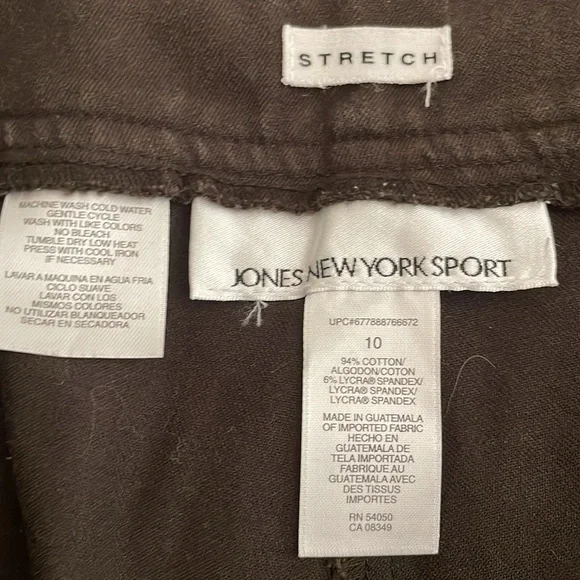 STRETCH
MACHINE WASH COLD WATER
GENTLE CYCLE
WASH WITH LIKE COLORS
NO BLEACH
TUMBLE DRY LOW HEAT
PRESS WITH COOL IRON
IF NECESSARY
LAVAR A MAQUINA EN AGUA FRIA
CICLO SUAVE
LAVAR CON LOS
MISMOS COLORES
NO UTILIZAR BLANQUEADOR
SECAR EN SECADORA
JONES NEW YORK SPORT
UPC#677888766672
10
94% COTTON/
ALGODON/COTON
6% LYCRA® SPANDEX/
LYCRA® SPANDEX/
LYCRA® SPANDEX
MADE IN GUATEMALA
OF IMPORTED FABRIC
HECHO EN
GUATEMALA DE
TELA IMPORTADA
FABRIQUE AU
GUATEMALA AVEC
DES TISSUS
IMPORTES
RN 54050
CA 08349